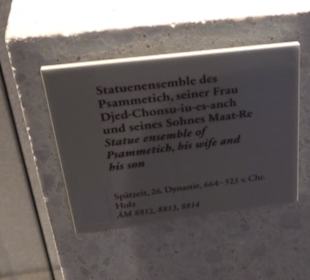 Statuenensemble des
Psammetich, seiner Frau
Djed-Chonsu-iu-es-anch
und seines Sohnes Maat-Re
Statue ensemble of
Psammetich, his wife and
his son
Spätzeit, 26. Dynastie, 664–525 v. Chr.
Holz
ÄM 8812, 8813, 8814